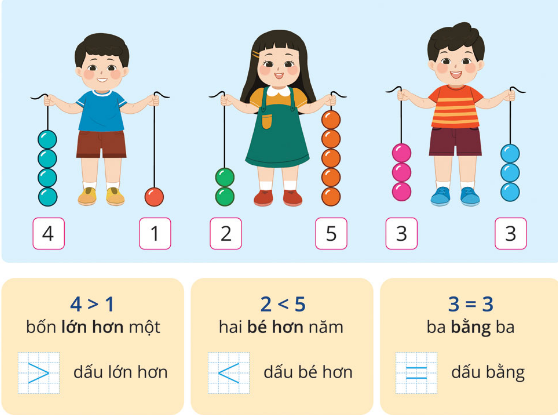 4 1 2 5 3 3
4 > 1
bốn lớn hơn một
> dấu lớn hơn
2 < 5
hai bé hơn năm
< dấu bé hơn
3 = 3
ba bằng ba
= dấu bằng